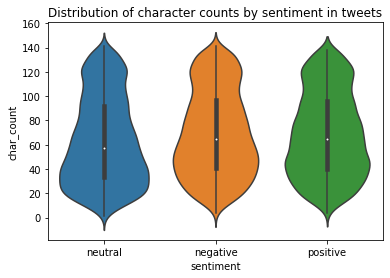 Distribution of character counts by sentiment in tweets
160
140
120
100
80
60
40
20
0
char_count
neutral
negative
positive
sentiment